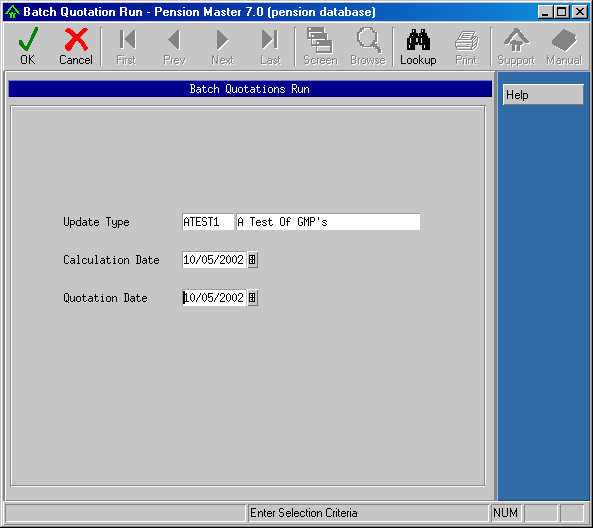 Batch Quotation Run - Pension Master 7.0 (pension database)
OK Cancel First Prev Next Last Screen Browse Lookup Print Support Manual
Batch Quotations Run
Help
Update Type ATEST1 A Test Of GMP's
Calculation Date 10/05/2002
Quotation Date 10/05/2002
Enter Selection Criteria NUM